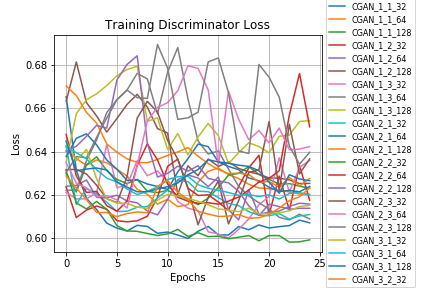 Training Discriminator Loss
Loss
0.68
0.66
0.64
0.62
0.60
0
5
10
15
20
25
Epochs
CGAN_1_1_32
CGAN_1_1_64
CGAN_1_1_128
CGAN_1_2_32
CGAN_1_2_64
CGAN_1_2_128
CGAN_1_3_32
CGAN_1_3_64
CGAN_1_3_128
CGAN_2_1_32
CGAN_2_1_64
CGAN_2_1_128
CGAN_2_2_32
CGAN_2_2_64
CGAN_2_2_128
CGAN_2_3_32
CGAN_2_3_64
CGAN_2_3_128
CGAN_3_1_32
CGAN_3_1_64
CGAN_3_1_128
CGAN_3_2_32